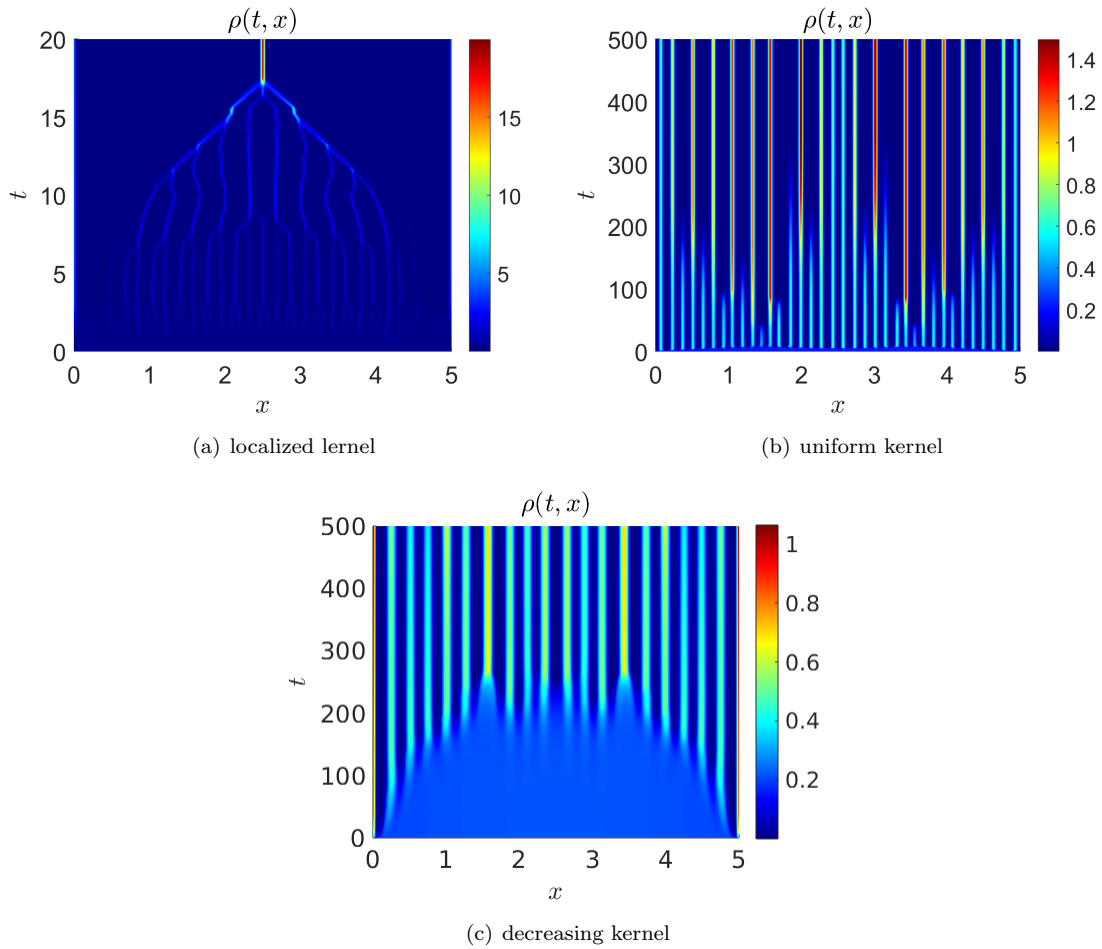 ρ(t, x)
20
15
10
5
0
t
0 1 2 3 4 5
x
15
10
5
(a) localized lernel
ρ(t, x)
500
400
300
200
100
0
t
0 1 2 3 4 5
x
1.4
1.2
1
0.8
0.6
0.4
0.2
(b) uniform kernel
ρ(t, x)
500
400
300
200
100
0
t
0 1 2 3 4 5
x
1
0.8
0.6
0.4
0.2
(c) decreasing kernel